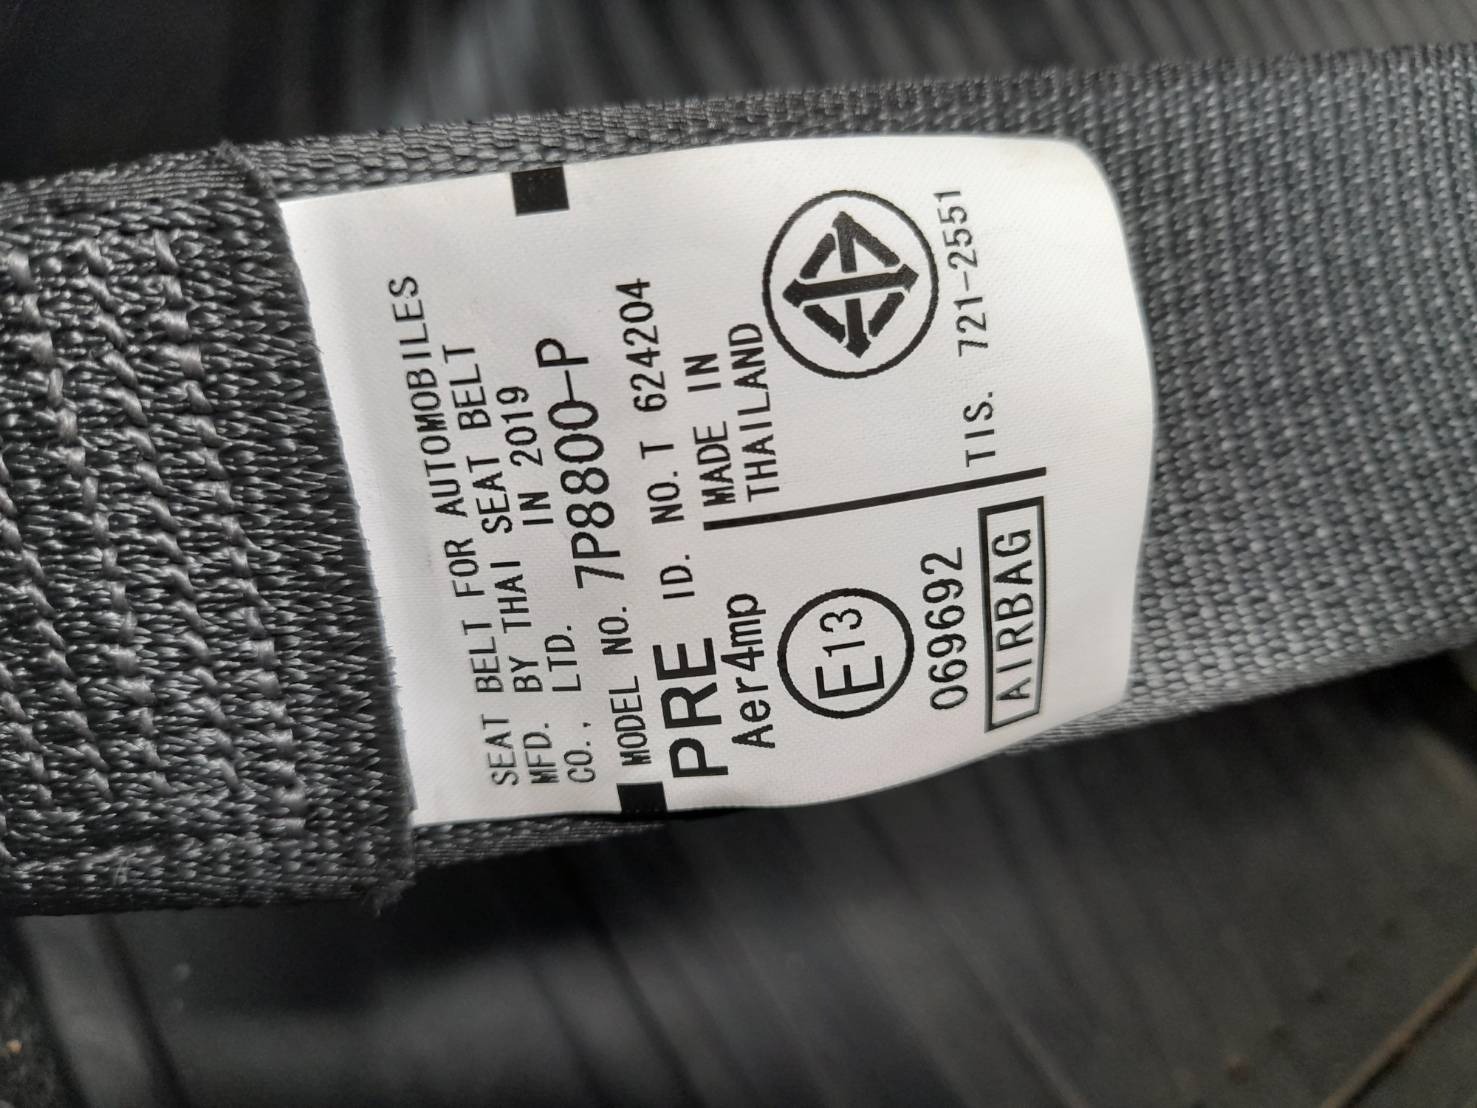 SEAT BELT FOR AUTOMOBILES
MFD. BY THAI SEAT BELT
CO., LTD. IN 2019
MODEL NO. 7P8800-P
PRE ID. NO. T 624204
Aer4mp
E13
069692
AIRBAG
MADE IN
THAILAND
TIS. 721-2551